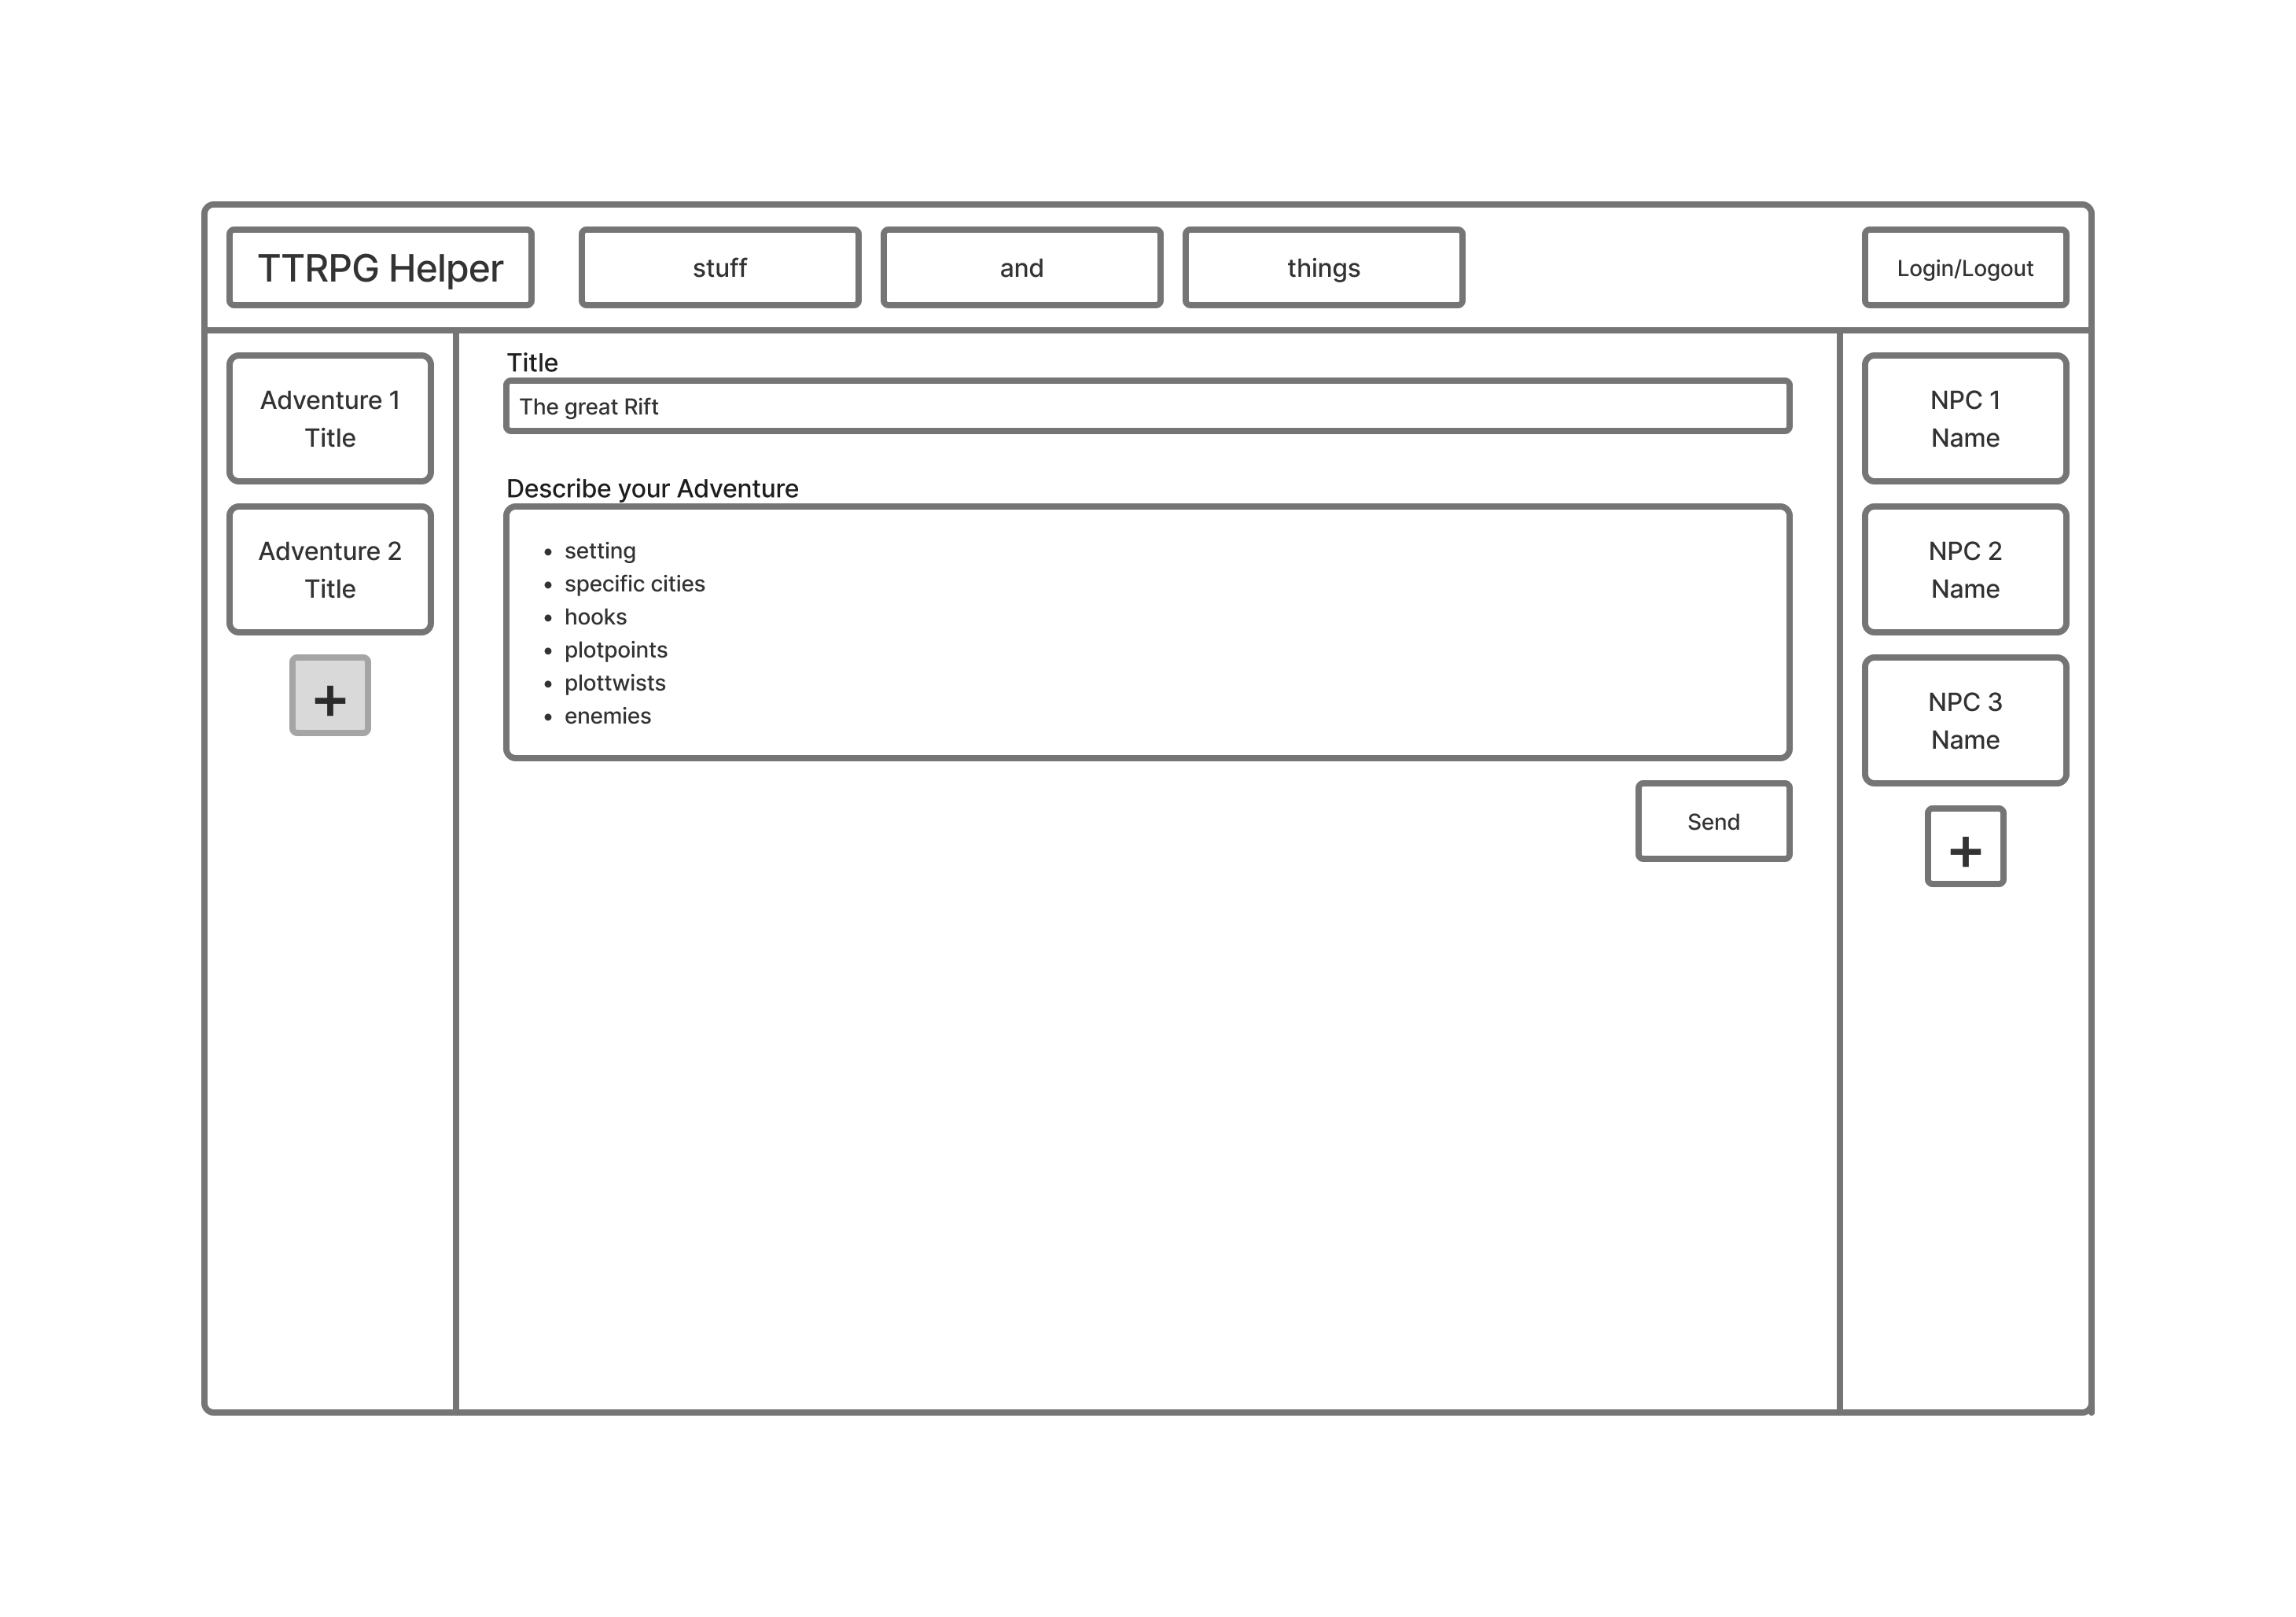 TTRPG Helper
stuff
and
things
Login/Logout
Adventure 1
Title
Adventure 2
Title
+
Title
The great Rift
Describe your Adventure
• setting
• specific cities
• hooks
• plotpoints
• plottwists
• enemies
Send
NPC 1
Name
NPC 2
Name
NPC 3
Name
+